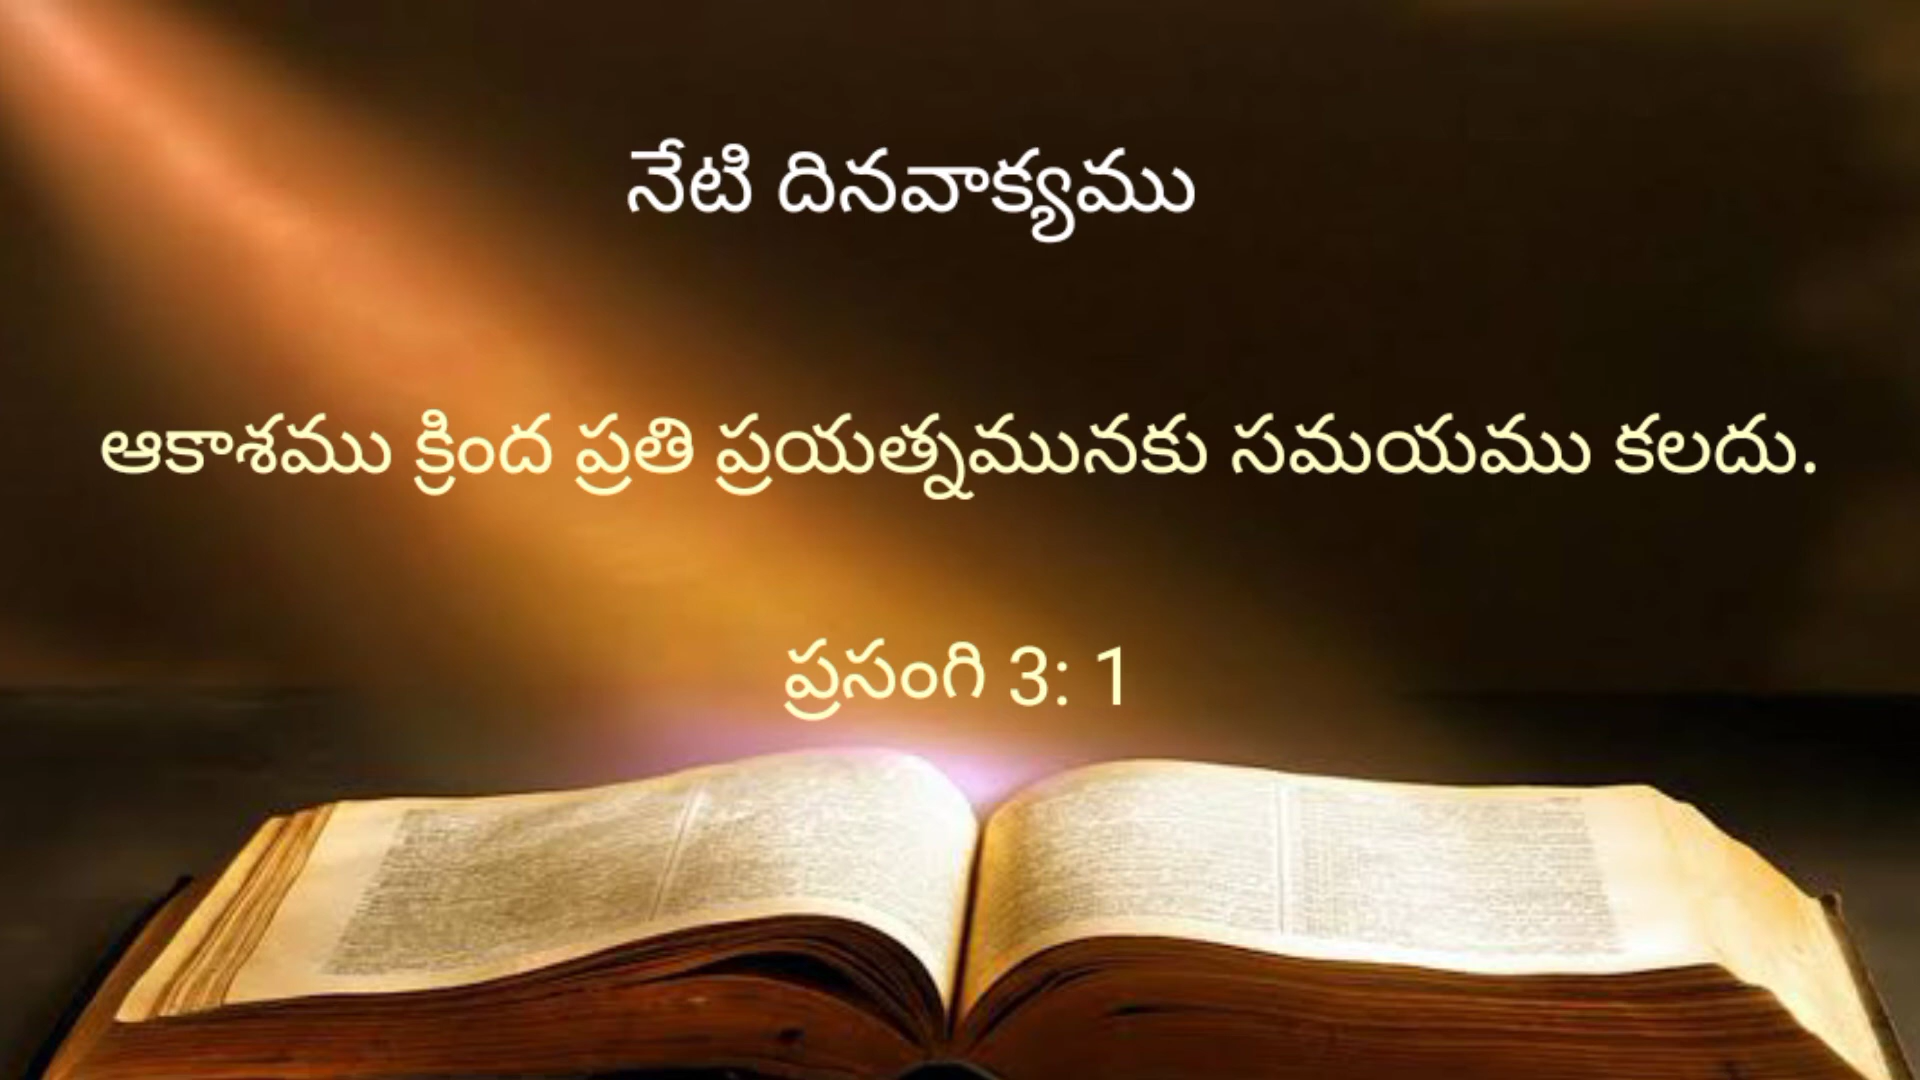 నేటి దినవాక్యము
ఆకాశము క్రింద ప్రతి ప్రయత్నమునకు సమయము కలదు.
ప్రసంగి 3: 1